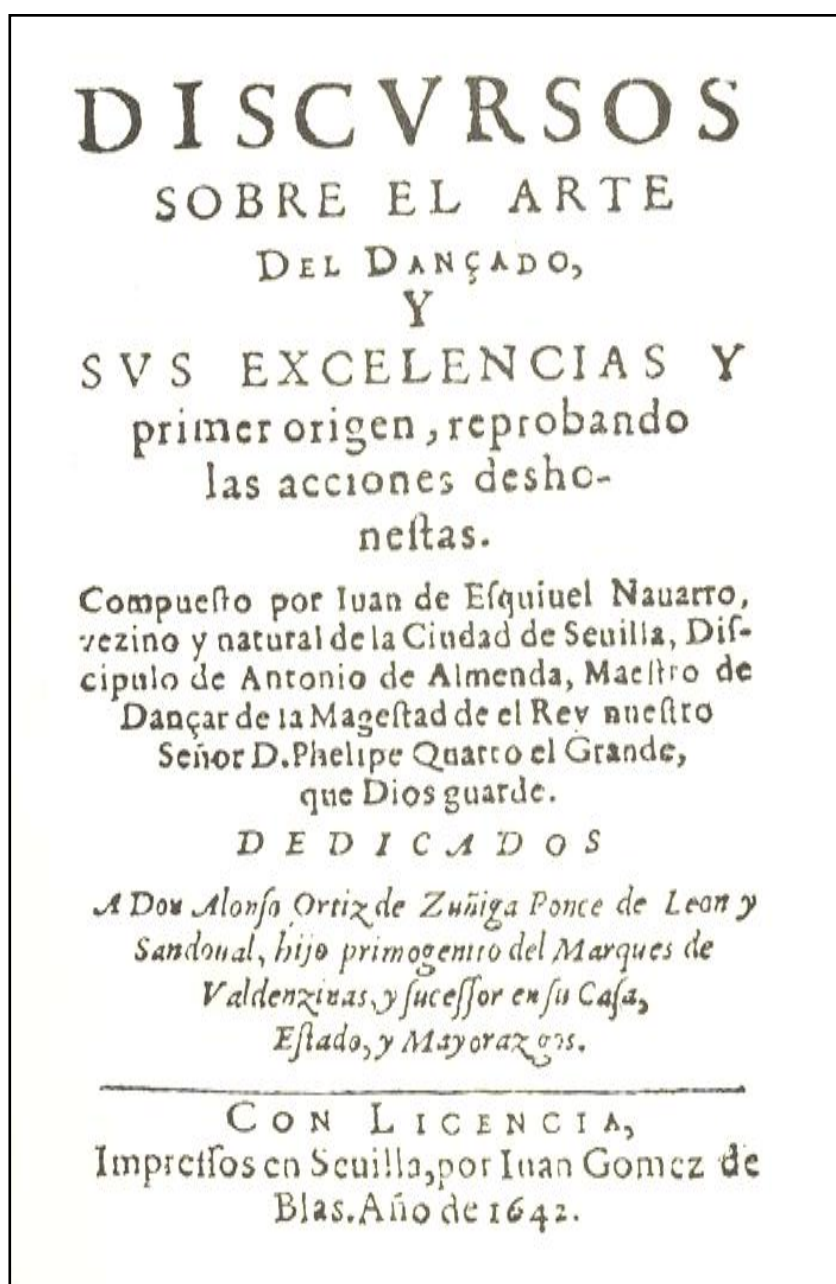 DISCVRSOS
SOBRE EL ARTE
DEL DANÇADO,
Y
SVS EXCELENCIAS Y
primer origen, reprobando
las acciones desho-
neſtas.
Compueſto por Iuan de Eſquiuel Nauarro,
vezino y natural de la Ciudad de Seuilla, Diſ-
cipulo de Antonio de Almenda, Maeſtro de
Dançar de la Mageſtad de el Rey nueſtro
Señor D. Phelipe Quarto el Grande,
que Dios guarde.
DEDICADOS
A Don Alonſo Ortiz de Zuñiga Ponce de Leon y
Sandoual, hijo primogenito del Marques de
Valdenzinas, y ſuceſſor en ſu Caſa,
Eſtado, y Mayorazgos.
CON LICENCIA,
Impreſſos en Seuilla, por Iuan Gomez de
Blas. Año de 1642.